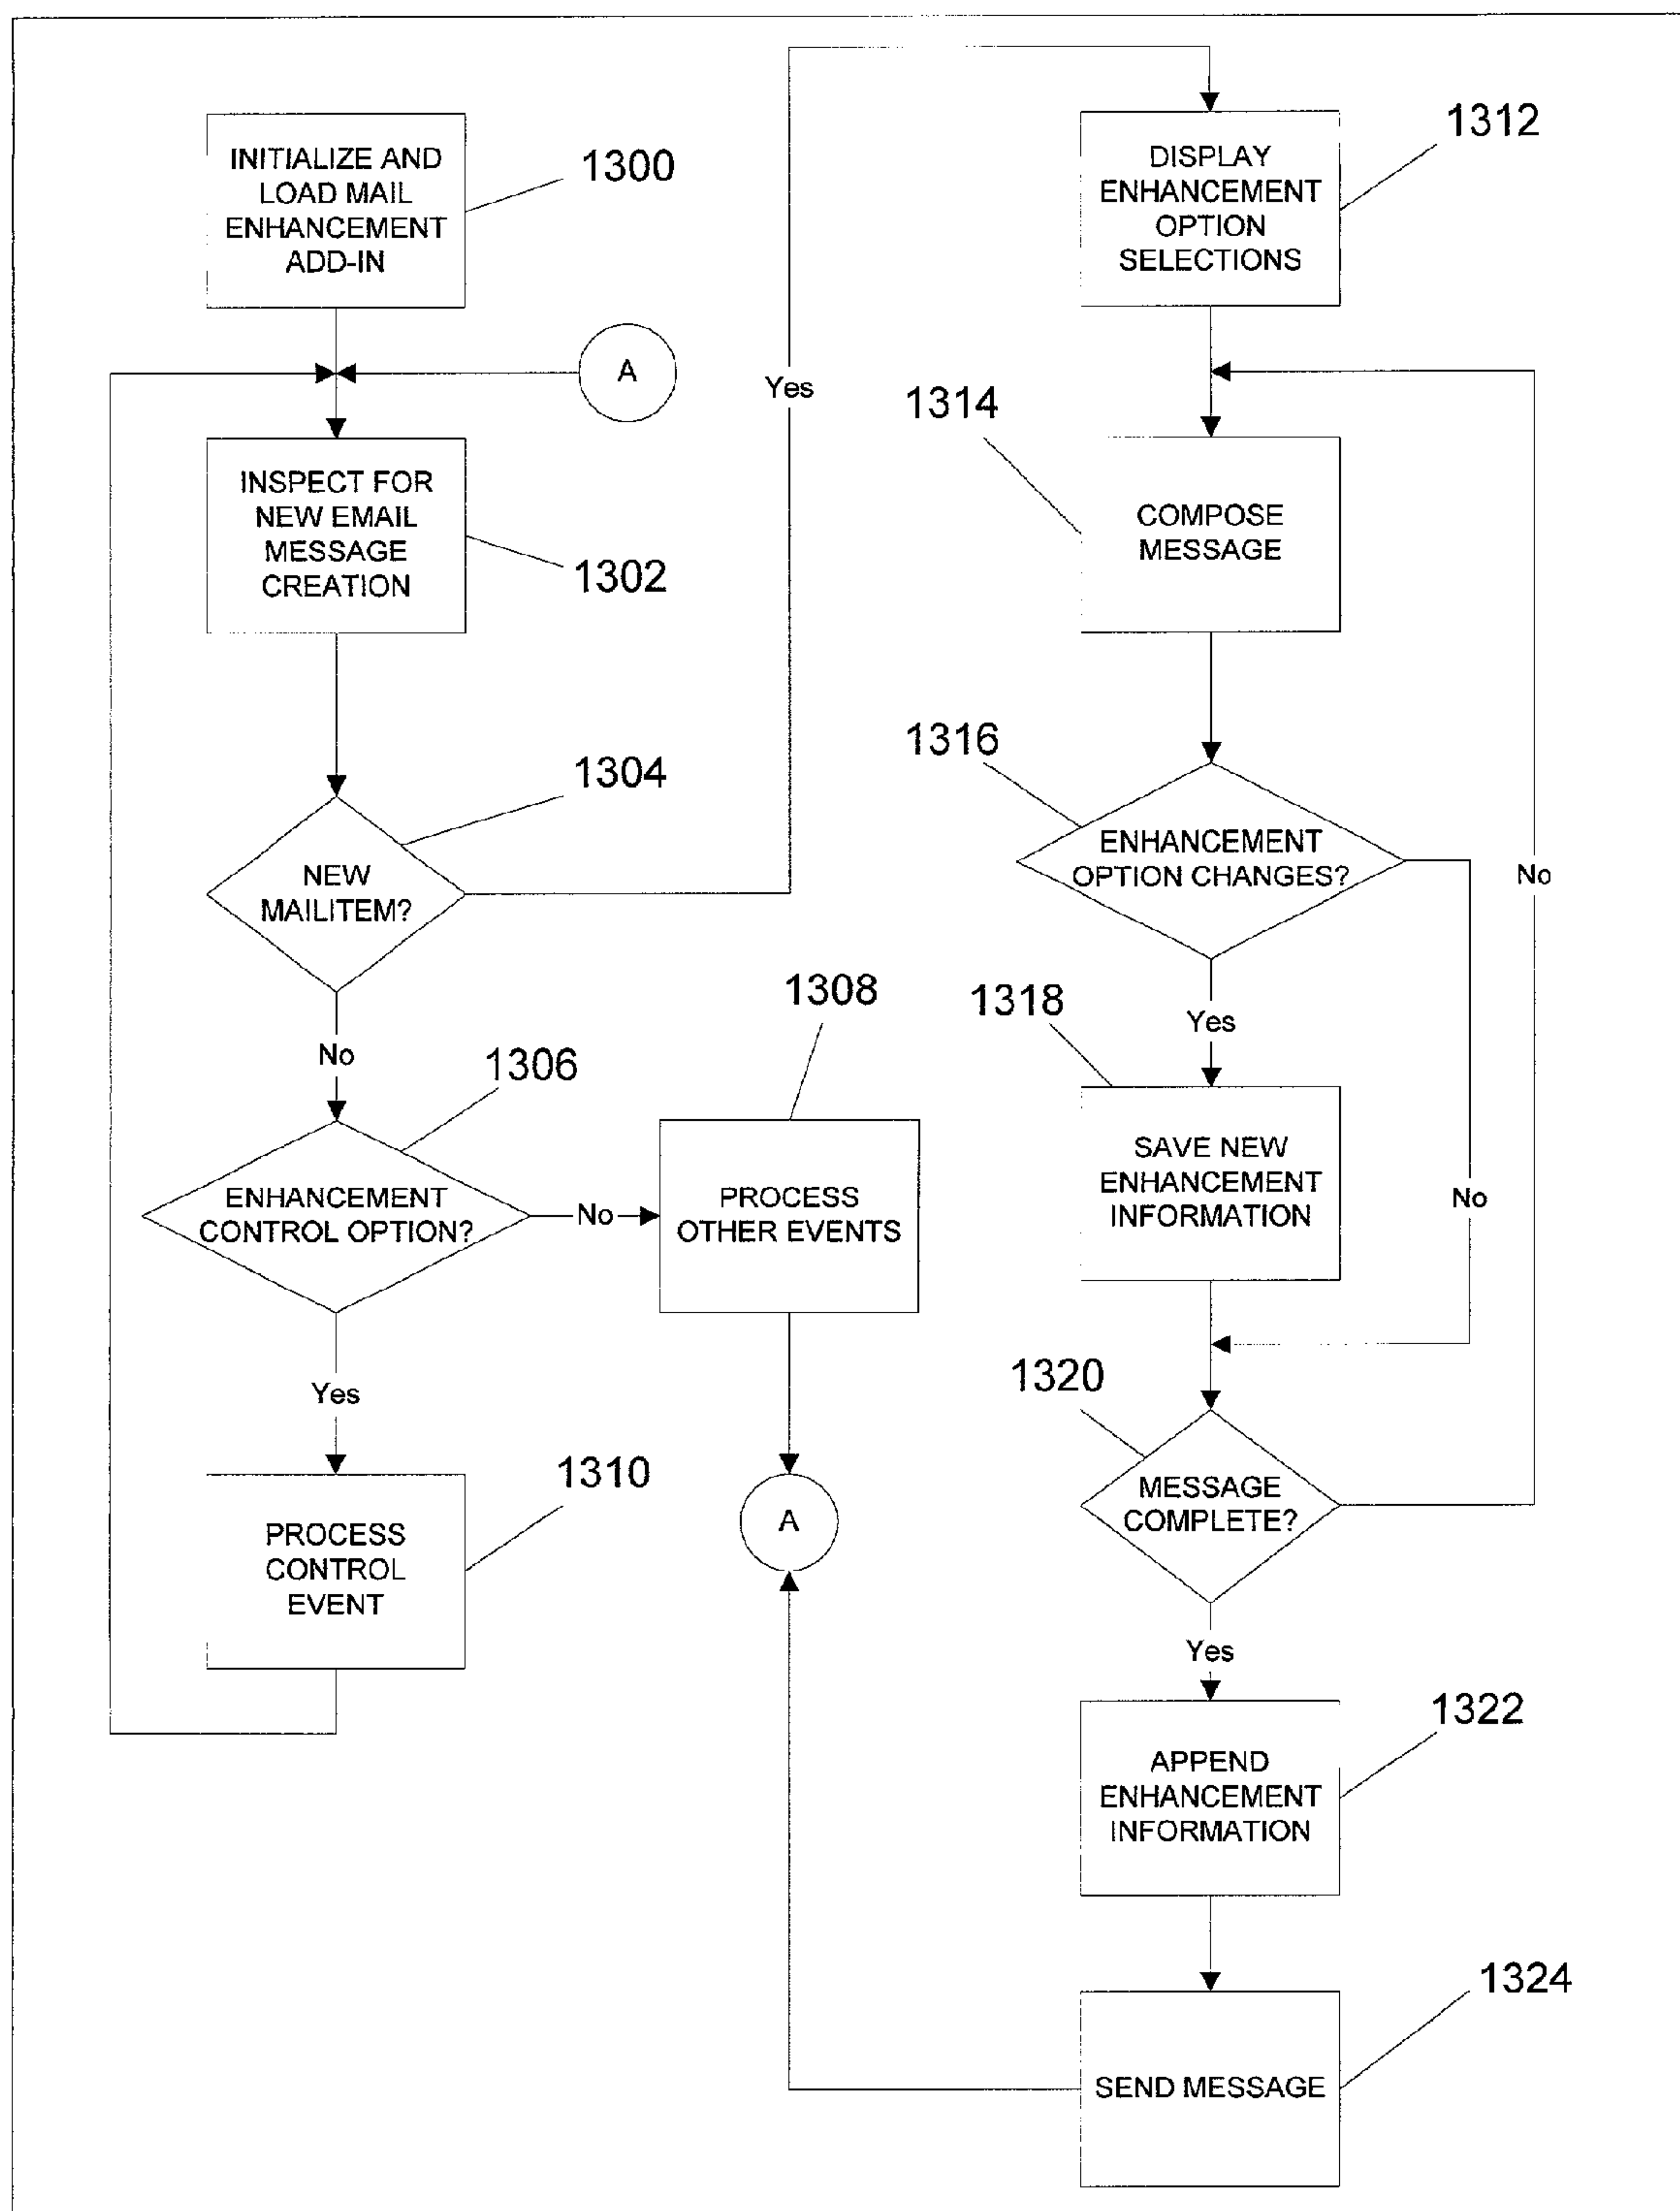 INITIALIZE AND
LOAD MAIL
ENHANCEMENT
ADD-IN
1300
A
INSPECT FOR
NEW EMAIL
MESSAGE
CREATION
1302
1304
NEW
MAILITEM?
Yes
No
1306
ENHANCEMENT
CONTROL OPTION?
No
1308
PROCESS
OTHER EVENTS
Yes
1310
PROCESS
CONTROL
EVENT
A
1312
DISPLAY
ENHANCEMENT
OPTION
SELECTIONS
1314
COMPOSE
MESSAGE
1316
ENHANCEMENT
OPTION CHANGES?
No
1318
Yes
SAVE NEW
ENHANCEMENT
INFORMATION
No
1320
MESSAGE
COMPLETE?
Yes
1322
APPEND
ENHANCEMENT
INFORMATION
1324
SEND MESSAGE